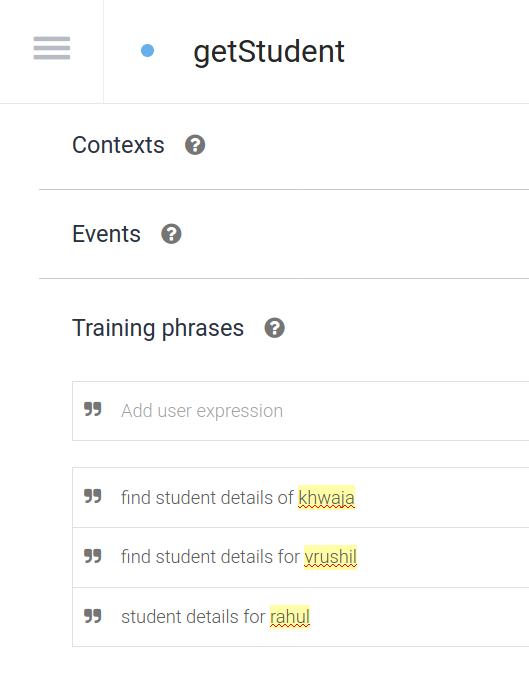 getStudent
Contexts
Events
Training phrases
Add user expression
find student details of khwaja
find student details for vrushil
student details for rahul